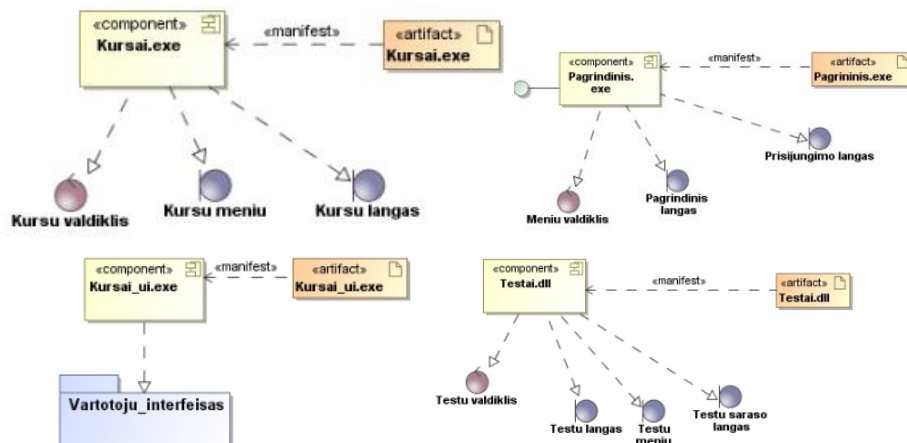 «component»
Kursai.exe
«manifest»
«artifact»
Kursai.exe
Kursu valdiklis
Kursu meniu
Kursu langas
«component»
Pagrindinis.
exe
«manifest»
«artifact»
Pagrininis.exe
Meniu valdiklis
Pagrindinis
langas
Prisijungimo langas
«component»
Kursai_ui.exe
«manifest»
«artifact»
Kursai_ui.exe
Vartotoju_interfeisas
«component»
Testai.dll
«manifest»
«artifact»
Testai.dll
Testu valdiklis
Testu langas
Testu
meniu
Testu saraso
langas